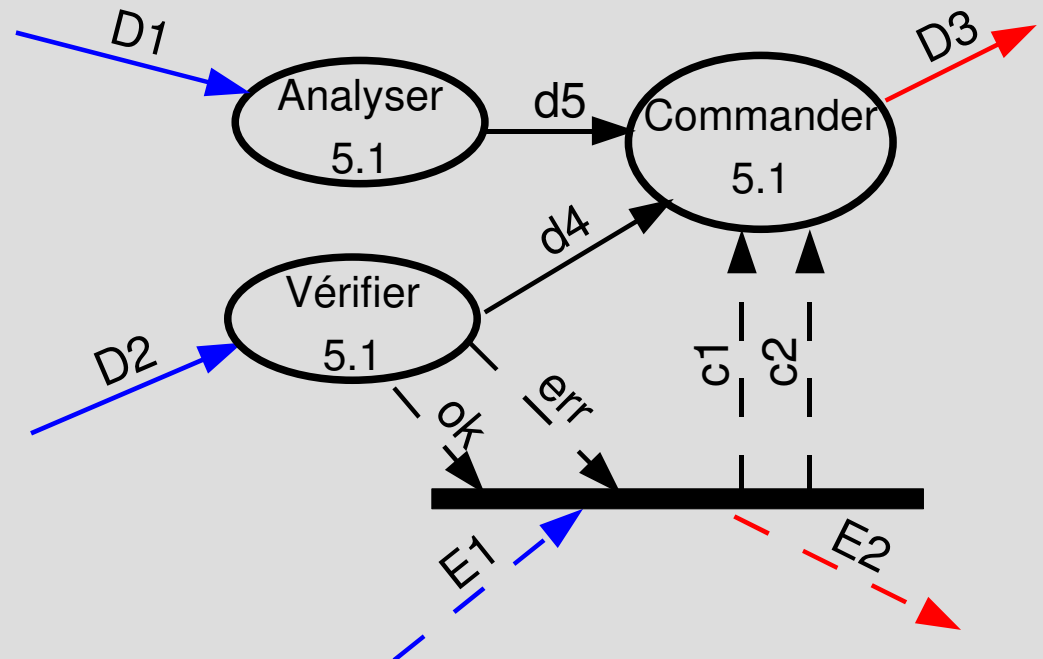 D1
D3
Analyser
5.1
d5
Commander
5.1
d4
Vérifier
5.1
D2
ok
err
c1
c2
E1
E2